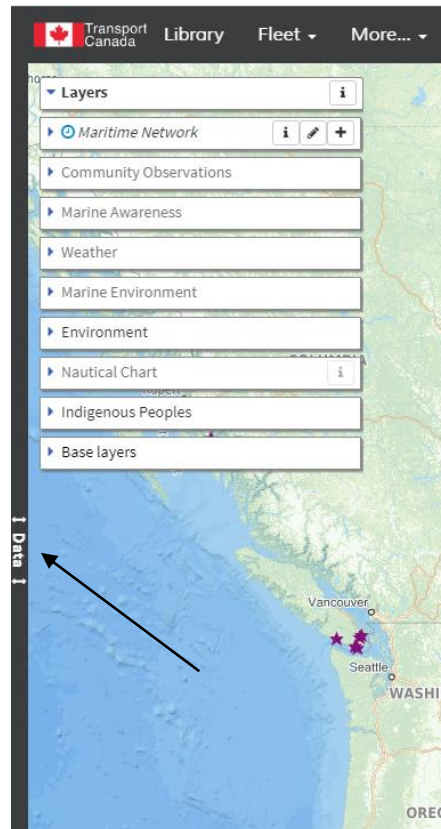 Transport
Canada
Library
Fleet
More...
Layers
i
Maritime Network
i
Community Observations
Marine Awareness
Weather
Marine Environment
Environment
Nautical Chart
i
Indigenous Peoples
Base layers
Data
Vancouver
Seattle
WASHI
OREG